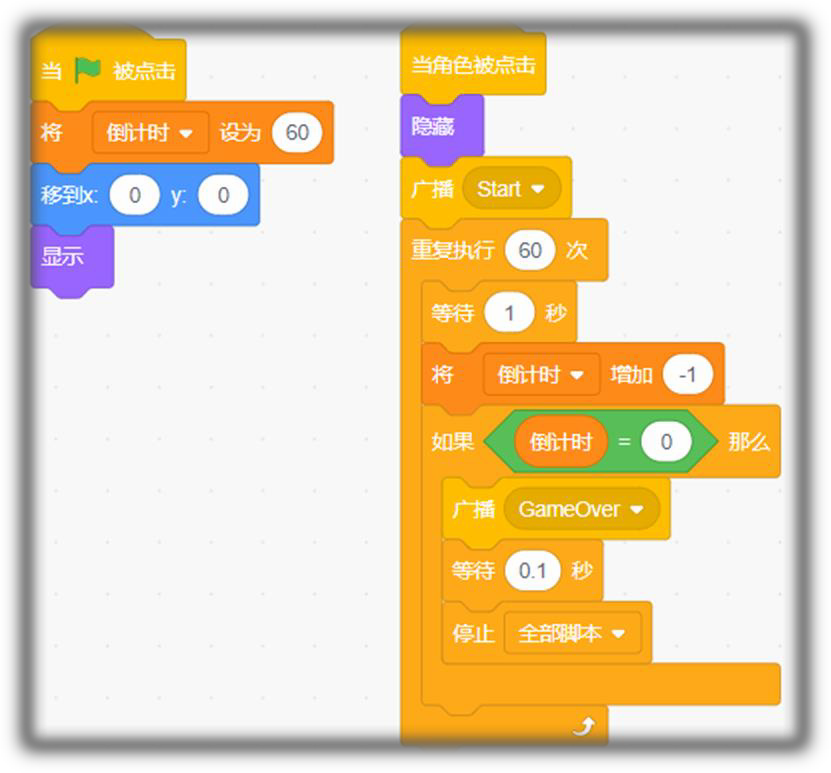 当 被点击
将 倒计时 设为 60
移到x: 0 y: 0
显示
当角色被点击
隐藏
广播 Start
重复执行 60 次
等待 1 秒
将 倒计时 增加 -1
如果 倒计时 = 0 那么
广播 GameOver
等待 0.1 秒
停止 全部脚本